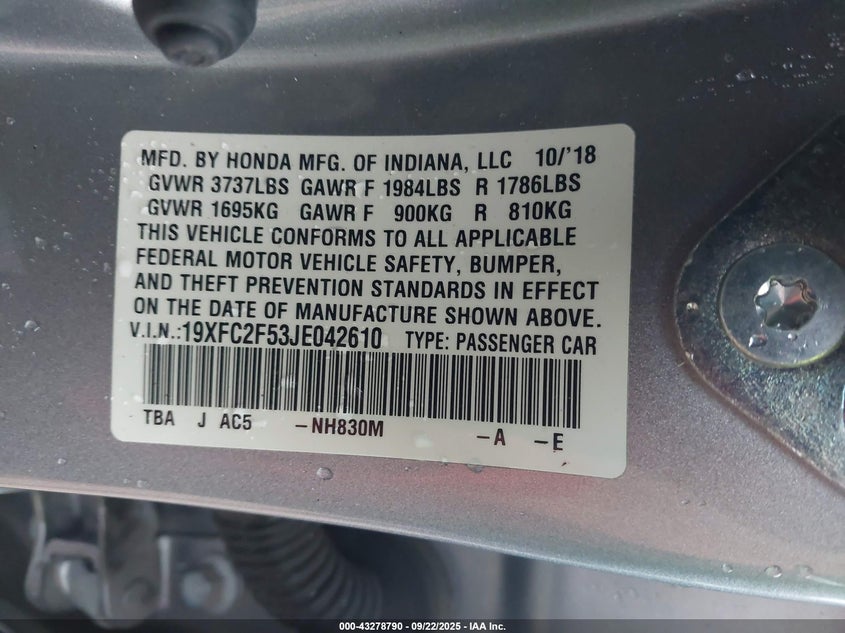 MFD. BY HONDA MFG. OF INDIANA, LLC 10/'18
GVWR 3737LBS GAWR F 1984LBS R 1786LBS
GVWR 1695KG GAWR F 900KG R 810KG
THIS VEHICLE CONFORMS TO ALL APPLICABLE
FEDERAL MOTOR VEHICLE SAFETY, BUMPER,
AND THEFT PREVENTION STANDARDS IN EFFECT
ON THE DATE OF MANUFACTURE SHOWN ABOVE.
V.I.N.:19XFC2F53JE042610 TYPE: PASSENGER CAR
TBA J AC5 -NH830M -A -E
000-43278790 - 09/22/2025 - IAA Inc.